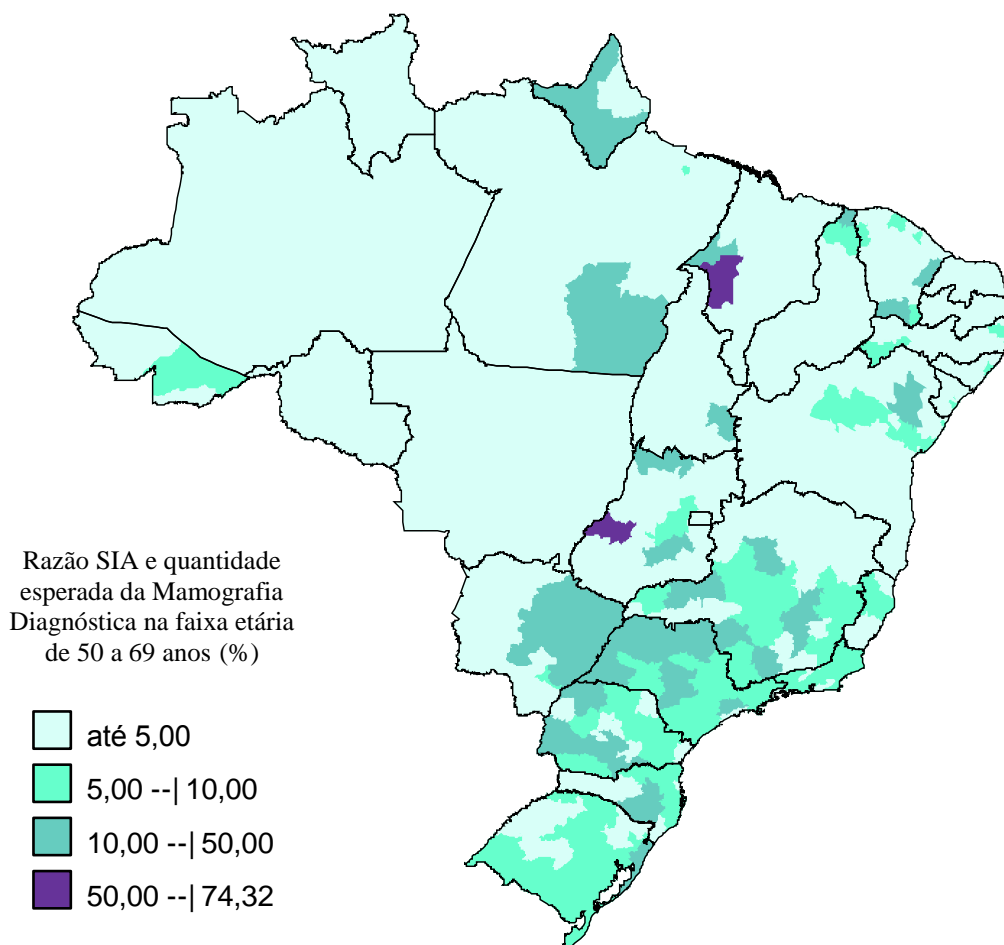 Razão SIA e quantidade
esperada da Mamografia
Diagnóstica na faixa etária
de 50 a 69 anos (%)
até 5,00
5,00 --| 10,00
10,00 --| 50,00
50,00 --| 74,32